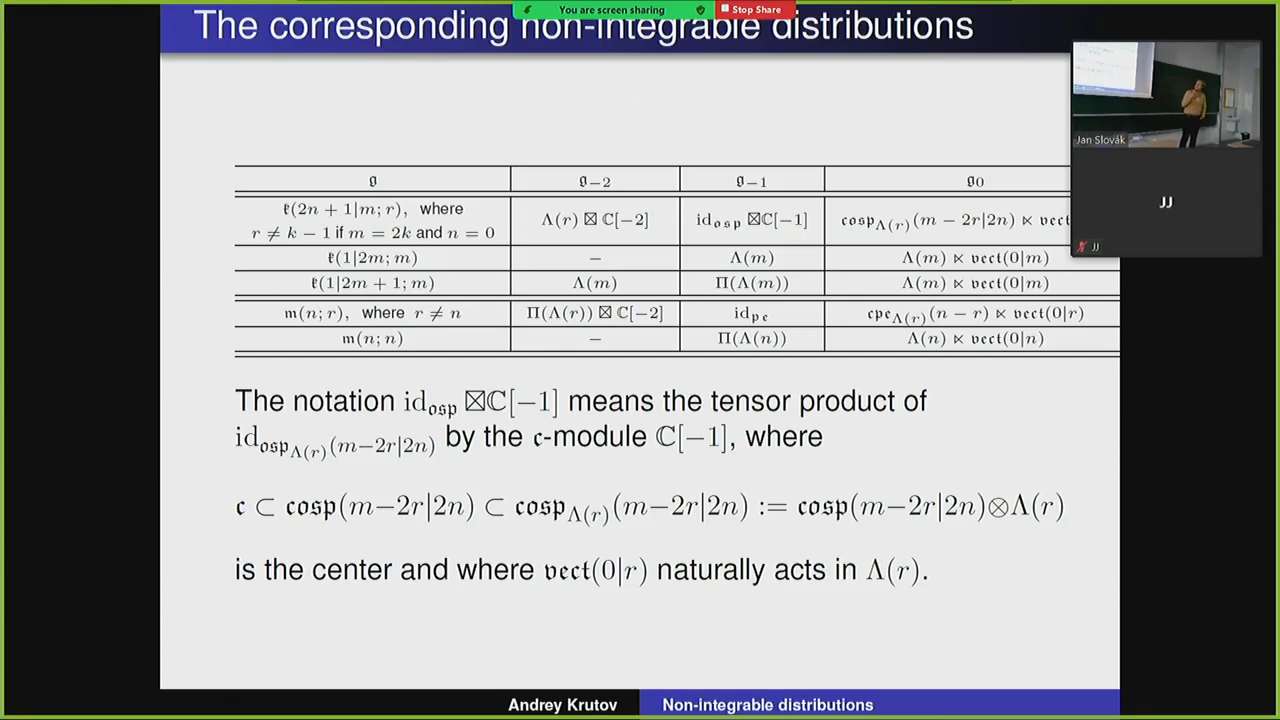 You are screen sharing Stop Share
The corresponding non-integrable distributions
Jan Slovák
JJ
JJ
𝔤 𝔤₋₂ 𝔤₋₁ 𝔤₀
𝔨(2n + 1|m; r), where
r ≠ k − 1 if m = 2k and n = 0
Λ(r) ⊠ ℂ[−2] id_𝔬𝔰𝔭 ⊠ℂ[−1] 𝔠𝔬𝔰𝔭_Λ(r)(m − 2r|2n) ⋉ 𝔳𝔢𝔠𝔱
𝔨(1|2m; m) − Λ(m) Λ(m) ⋉ 𝔳𝔢𝔠𝔱(0|m)
𝔨(1|2m + 1; m) Λ(m) Π(Λ(m)) Λ(m) ⋉ 𝔳𝔢𝔠𝔱(0|m)
𝔪(n; r), where r ≠ n Π(Λ(r)) ⊠ ℂ[−2] id_𝔭𝔢 𝔠𝔭𝔢_Λ(r)(n − r) ⋉ 𝔳𝔢𝔠𝔱(0|r)
𝔪(n; n) − Π(Λ(n)) Λ(n) ⋉ 𝔳𝔢𝔠𝔱(0|n)
The notation id_𝔬𝔰𝔭 ⊠ℂ[−1] means the tensor product of
id_𝔬𝔰𝔭_Λ(r)(m−2r|2n) by the 𝔠-module ℂ[−1], where
𝔠 ⊂ 𝔠𝔬𝔰𝔭(m−2r|2n) ⊂ 𝔠𝔬𝔰𝔭_Λ(r)(m−2r|2n) := 𝔠𝔬𝔰𝔭(m−2r|2n)⊗Λ(r)
is the center and where 𝔳𝔢𝔠𝔱(0|r) naturally acts in Λ(r).
Andrey Krutov Non-integrable distributions